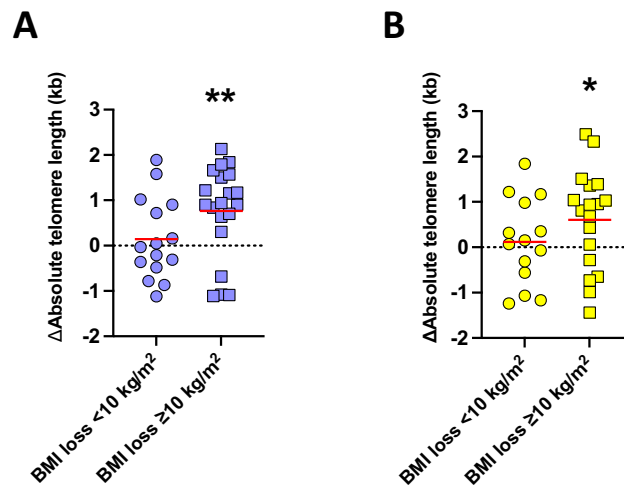 A
ΔAbsolute telomere length (kb)
3
2
1
0
-1
-2
**
BMI loss <10 kg/m²
BMI loss ≥10 kg/m²
B
ΔAbsolute telomere length (kb)
3
2
1
0
-1
-2
*
BMI loss <10 kg/m²
BMI loss ≥10 kg/m²